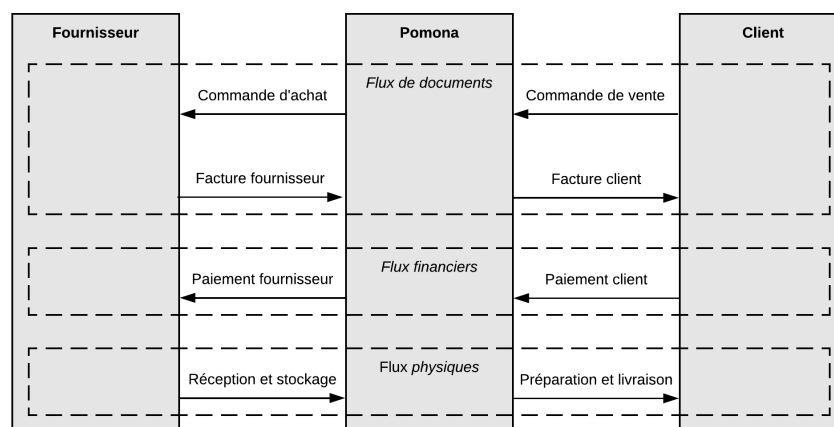 Fournisseur
Pomona
Client
Flux de documents
Commande d'achat
Commande de vente
Facture fournisseur
Facture client
Flux financiers
Paiement fournisseur
Paiement client
Flux physiques
Réception et stockage
Préparation et livraison